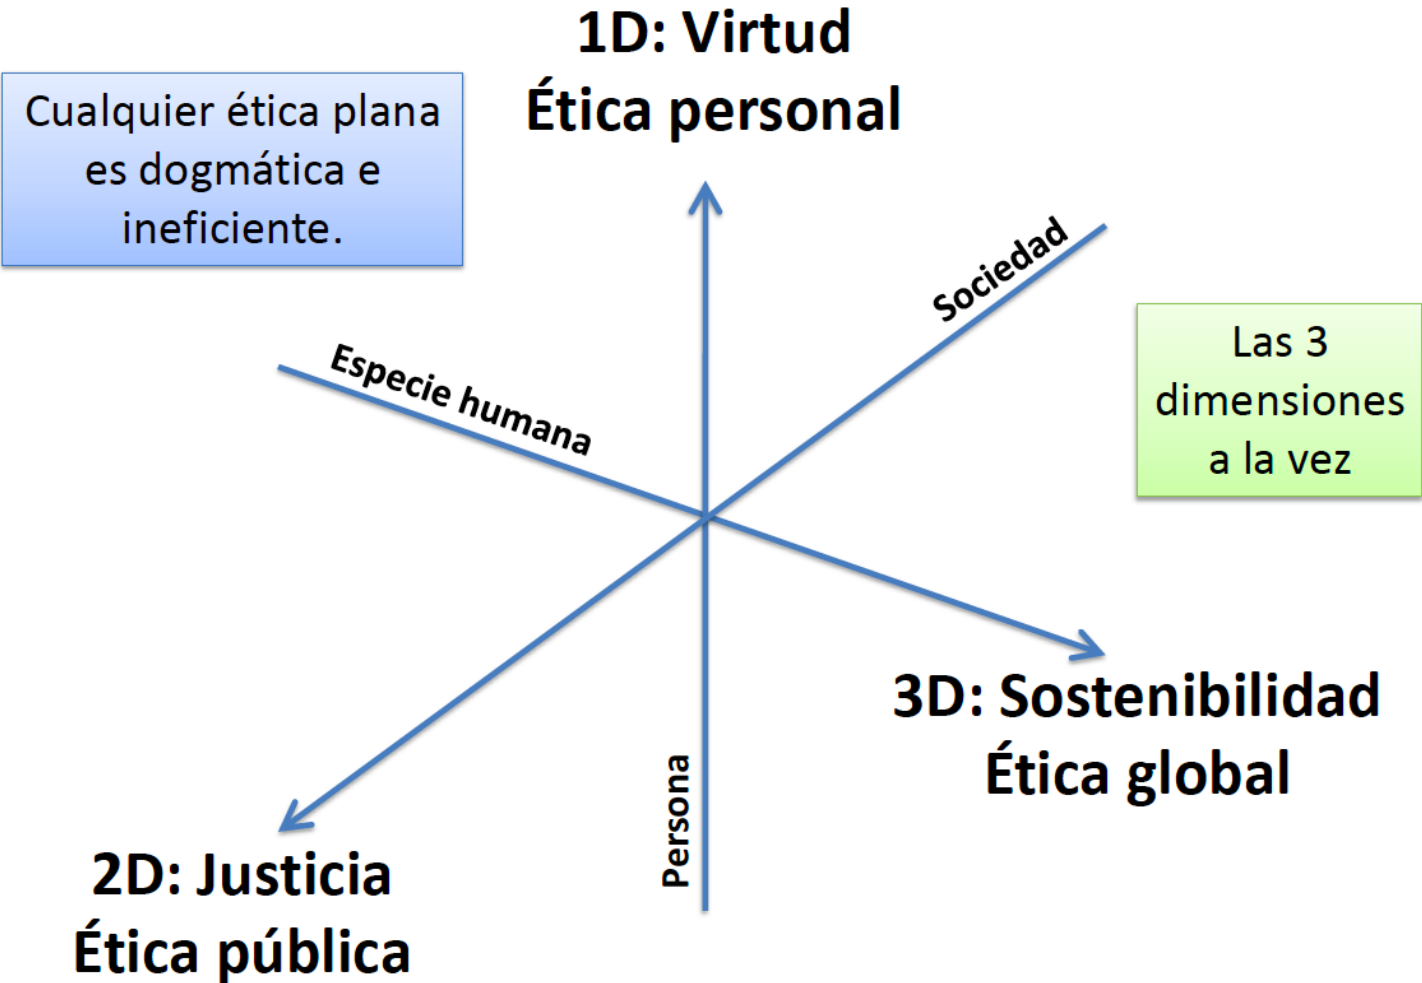 1D: Virtud
Ética personal
Cualquier ética plana
es dogmática e
ineficiente.
Sociedad
Especie humana
Las 3
dimensiones
a la vez
3D: Sostenibilidad
Ética global
Persona
2D: Justicia
Ética pública